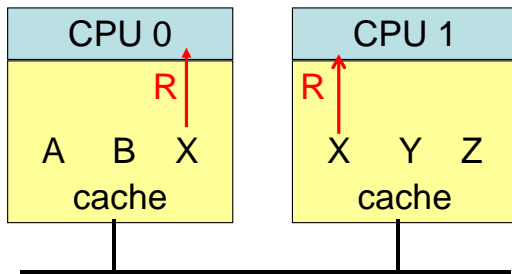 CPU 0
CPU 1
R
R
A B X
X Y Z
cache
cache